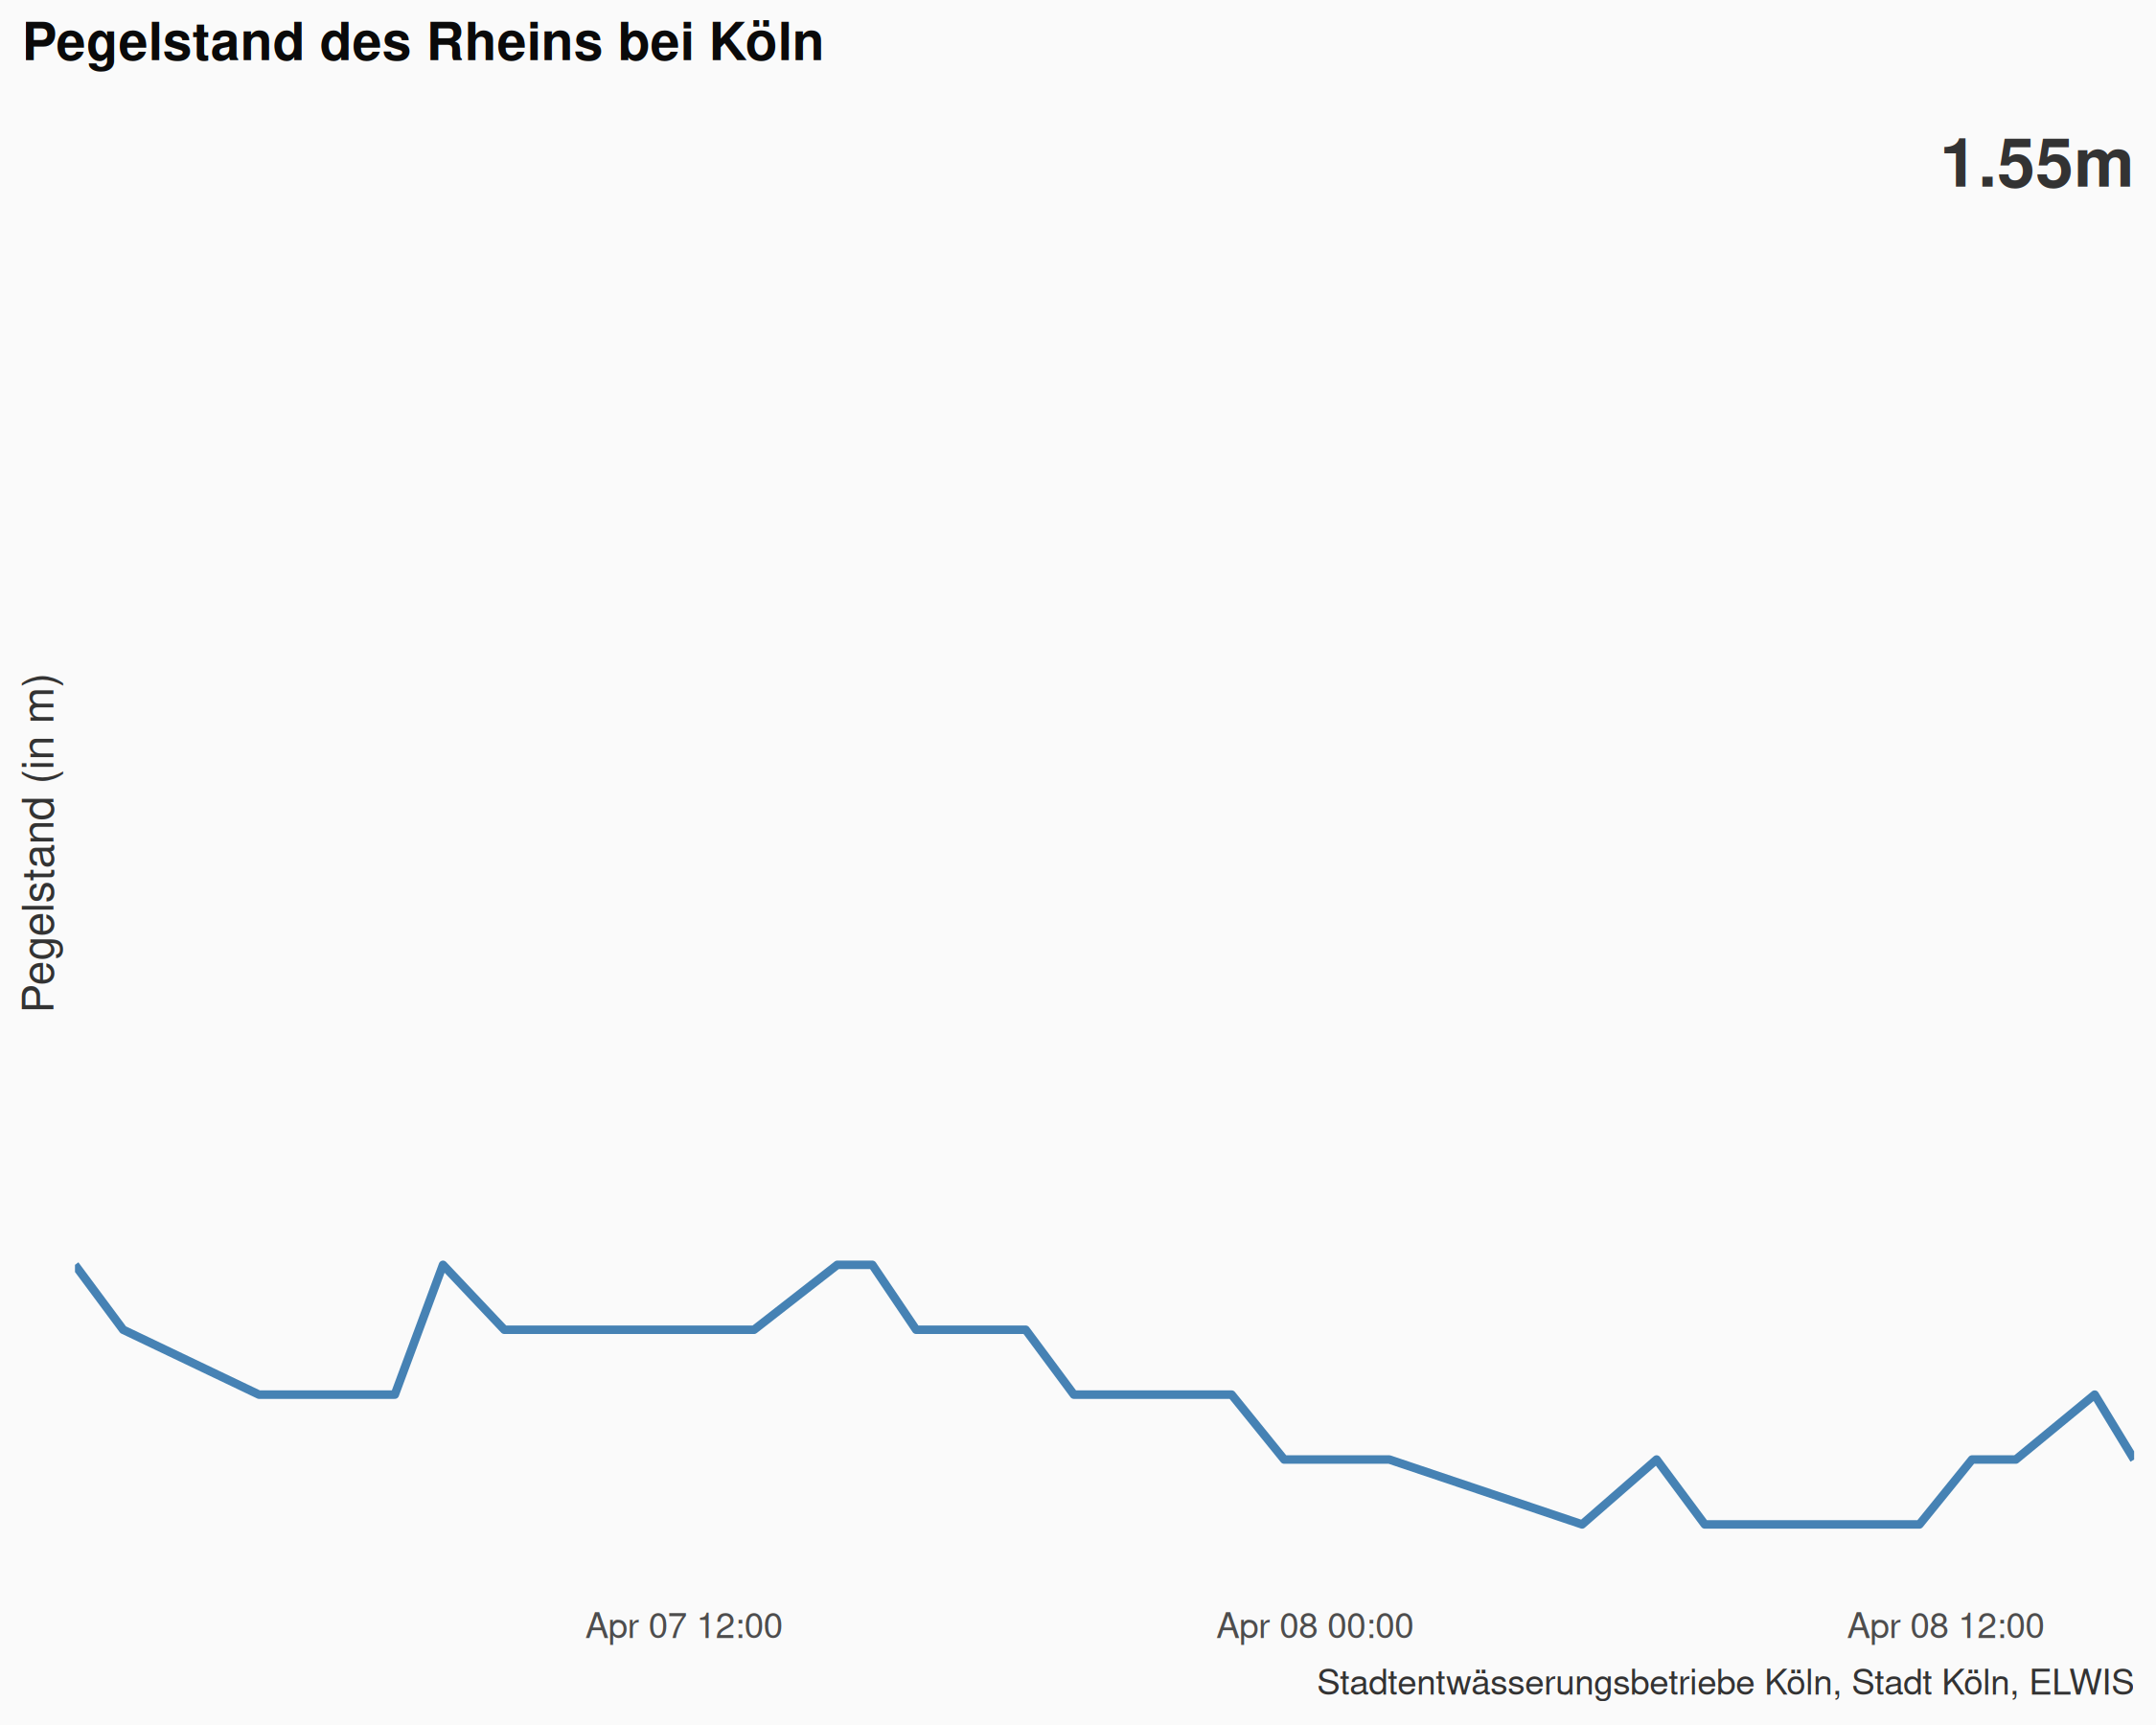 Pegelstand des Rheins bei Köln
1.55m
Pegelstand (in m)
Apr 07 12:00
Apr 08 00:00
Apr 08 12:00
Stadtentwässerungsbetriebe Köln, Stadt Köln, ELWIS